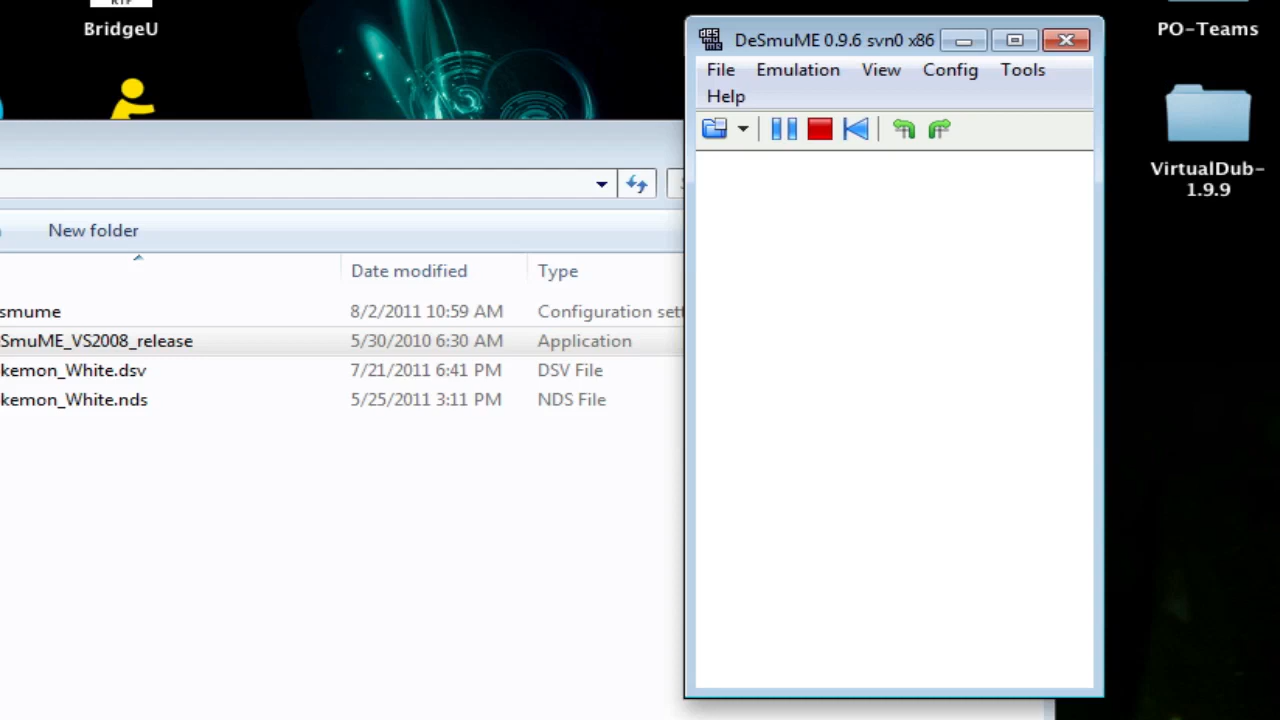 BridgeU
PO-Teams
VirtualDub-
1.9.9
DeSmuME 0.9.6 svn0 x86
File Emulation View Config Tools
Help
New folder
Date modified Type
smume 8/2/2011 10:59 AM Configuration sett
SmuME_VS2008_release 5/30/2010 6:30 AM Application
kemon_White.dsv 7/21/2011 6:41 PM DSV File
kemon_White.nds 5/25/2011 3:11 PM NDS File